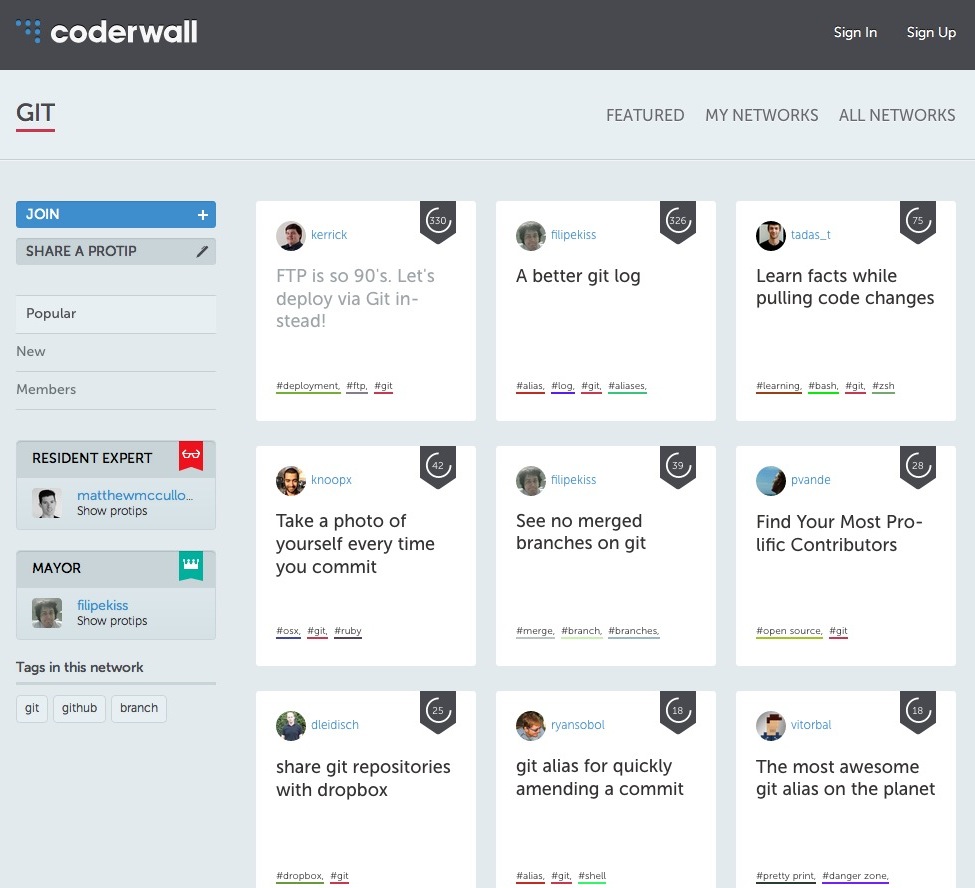 coderwall
Sign In
Sign Up
GIT
FEATURED
MY NETWORKS
ALL NETWORKS
JOIN +
SHARE A PROTIP
Popular
New
Members
RESIDENT EXPERT
matthewmccullo...
Show protips
MAYOR
filipekiss
Show protips
Tags in this network
git
github
branch
330
kerrick
FTP is so 90's. Let's
deploy via Git in-
stead!
#deployment, #ftp, #git
326
filipekiss
A better git log
#alias, #log, #git, #aliases,
75
tadas_t
Learn facts while
pulling code changes
#learning, #bash, #git, #zsh
42
knoopx
Take a photo of
yourself every time
you commit
#osx, #git, #ruby
39
filipekiss
See no merged
branches on git
#merge, #branch, #branches,
28
pvande
Find Your Most Pro-
lific Contributors
#open source, #git
25
dleidisch
share git repositories
with dropbox
#dropbox, #git
18
ryansobol
git alias for quickly
amending a commit
#alias, #git, #shell
18
vitorbal
The most awesome
git alias on the planet
#pretty print, #danger zone,